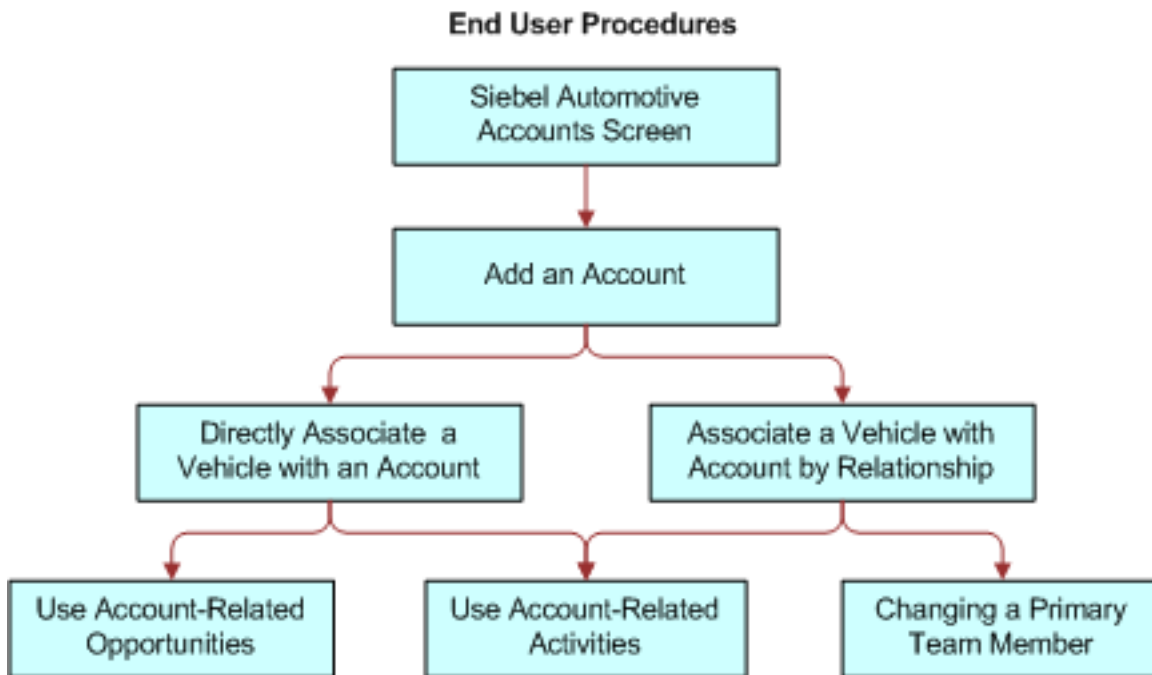 End User Procedures
Siebel Automotive
Accounts Screen
Add an Account
Directly Associate a
Vehicle with an Account
Associate a Vehicle with
Account by Relationship
Use Account-Related
Opportunities
Use Account-Related
Activities
Changing a Primary
Team Member